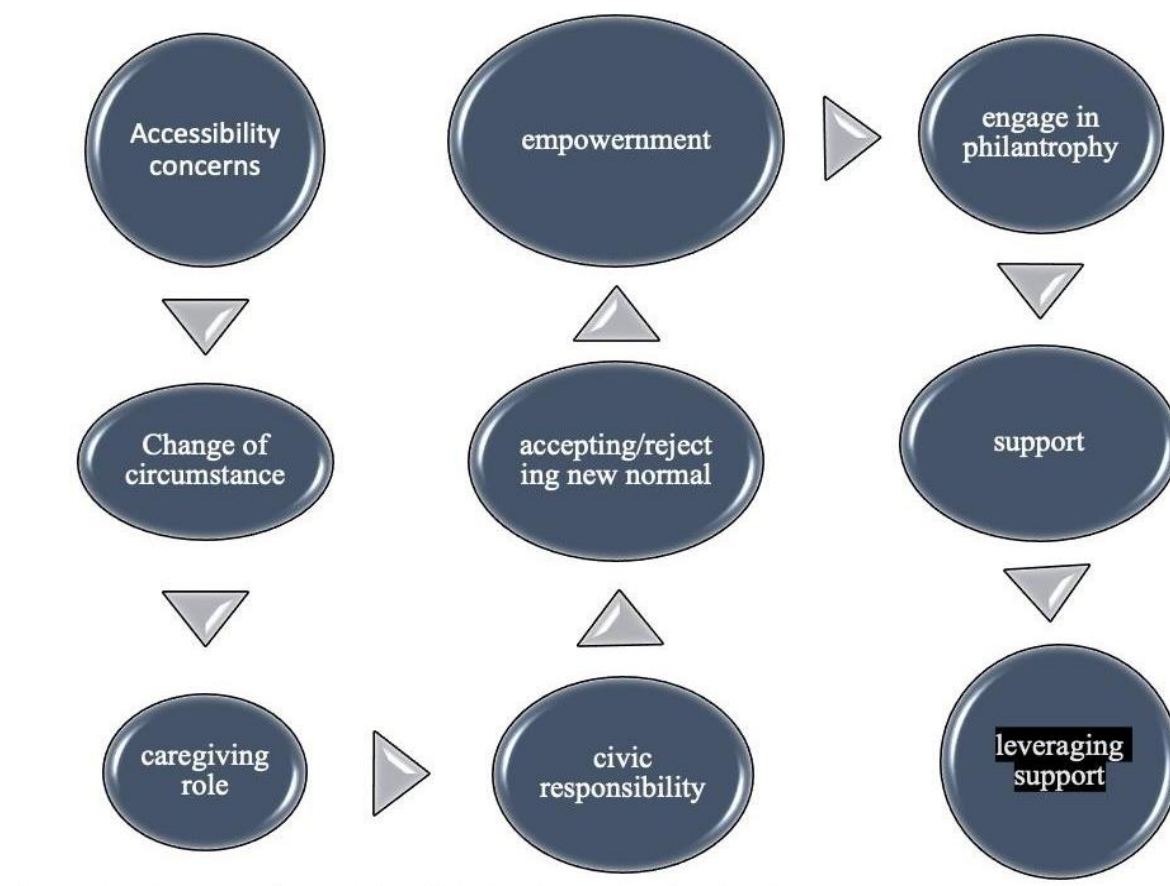 Accessibility
concerns
Change of
circumstance
caregiving
role
civic
responsibility
accepting/reject
ing new normal
empowernment
engage in
philantrophy
support
leveraging
support